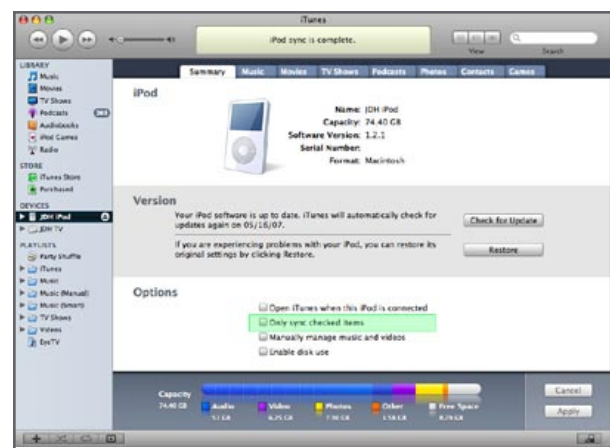 iTunes
iPod sync is complete.
View
Search
LIBRARY
Music
Movies
TV Shows
Podcasts
Audiobooks
iPod Games
Radio
STORE
iTunes Store
Purchased
DEVICES
JDH iPod
JDH TV
PLAYLISTS
Party Shuffle
iTunes
Music
Music (Manual)
Music (Smart)
TV Shows
Videos
EyeTV
Summary Music Movies TV Shows Podcasts Photos Contacts Games
iPod
Name: JDH iPod
Capacity: 74.40 GB
Software Version: 1.2.1
Serial Number:
Format: Macintosh
Version
Your iPod software is up to date. iTunes will automatically check for
updates again on 05/16/07.
Check for Update
If you are experiencing problems with your iPod, you can restore its
original settings by clicking Restore.
Restore
Options
Open iTunes when this iPod is connected
Only sync checked items
Manually manage music and videos
Enable disk use
Capacity
74.40 GB
Audio
Video
Photos
Other
Free Space
Cancel
Apply